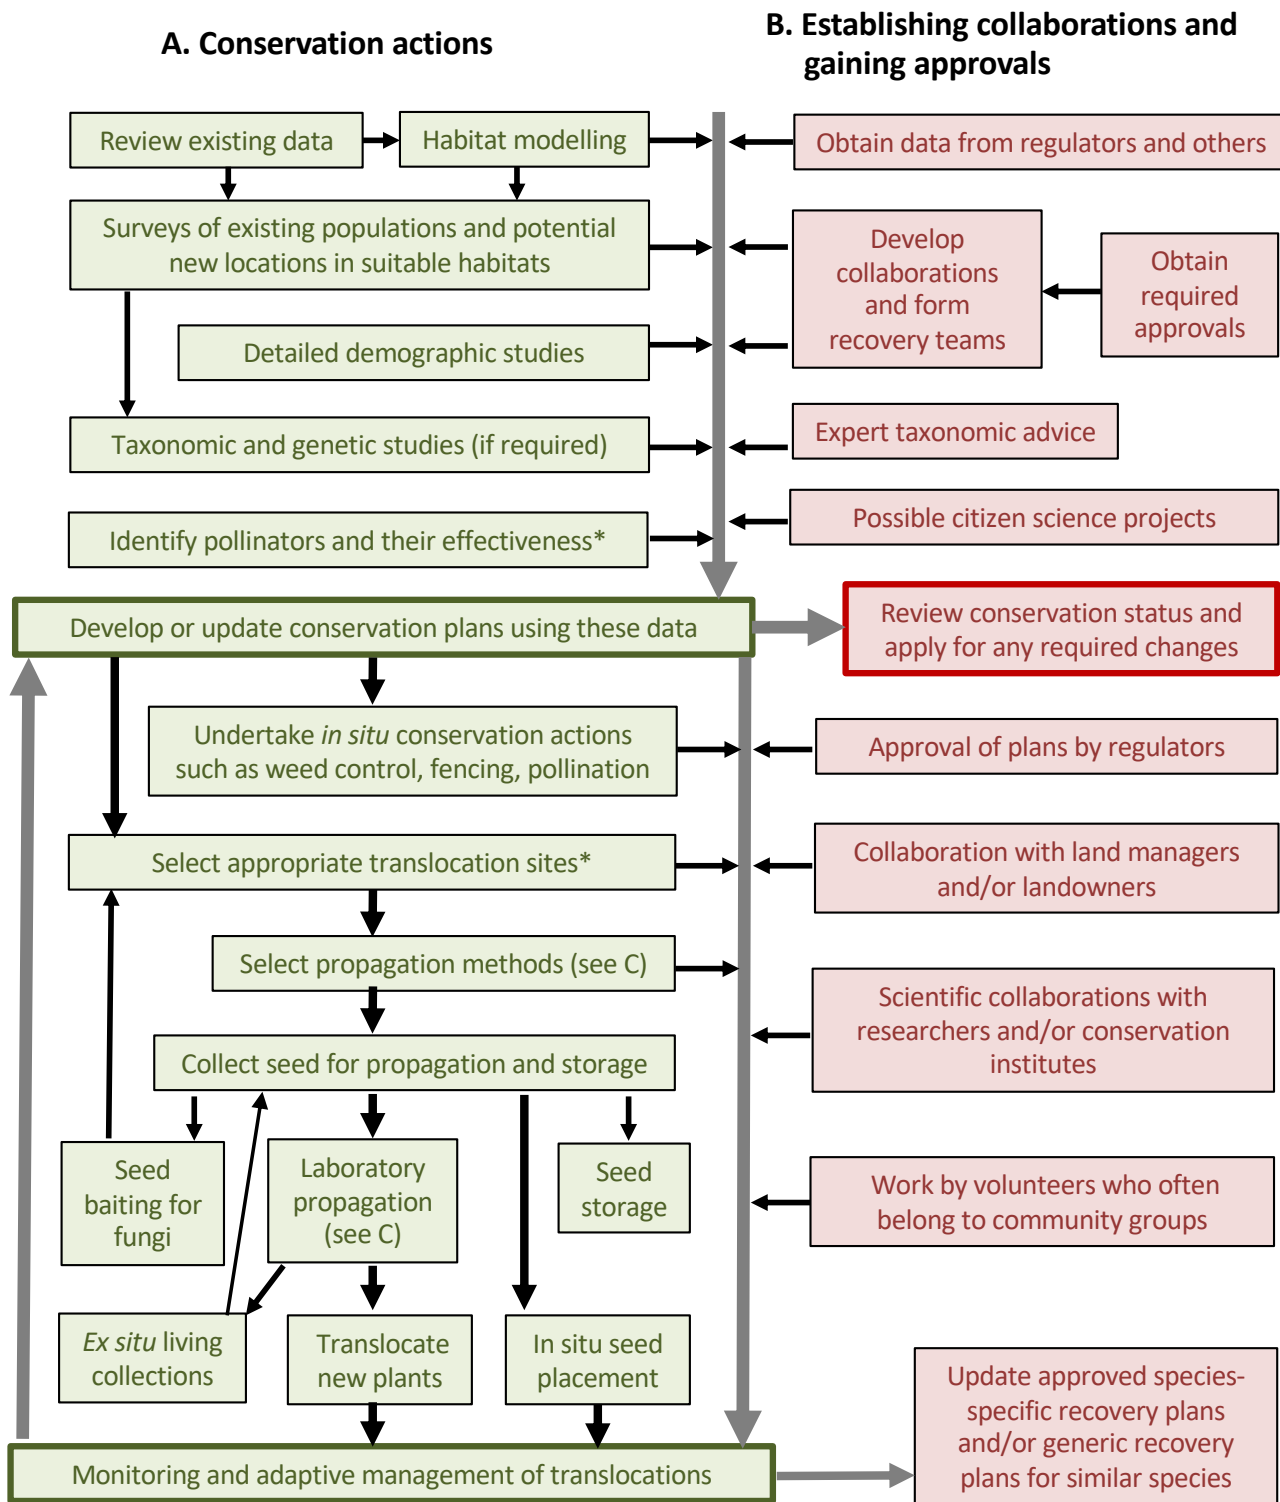 A. Conservation actions
B. Establishing collaborations and
gaining approvals
Review existing data
Habitat modelling
Obtain data from regulators and others
Surveys of existing populations and potential
new locations in suitable habitats
Develop
collaborations
and form
recovery teams
Obtain
required
approvals
Detailed demographic studies
Taxonomic and genetic studies (if required)
Expert taxonomic advice
Identify pollinators and their effectiveness*
Possible citizen science projects
Develop or update conservation plans using these data
Review conservation status and
apply for any required changes
Undertake in situ conservation actions
such as weed control, fencing, pollination
Approval of plans by regulators
Select appropriate translocation sites*
Collaboration with land managers
and/or landowners
Select propagation methods (see C)
Scientific collaborations with
researchers and/or conservation
institutes
Collect seed for propagation and storage
Seed
baiting for
fungi
Laboratory
propagation
(see C)
Seed
storage
Work by volunteers who often
belong to community groups
Ex situ living
collections
Translocate
new plants
In situ seed
placement
Update approved species-
specific recovery plans
and/or generic recovery
plans for similar species
Monitoring and adaptive management of translocations